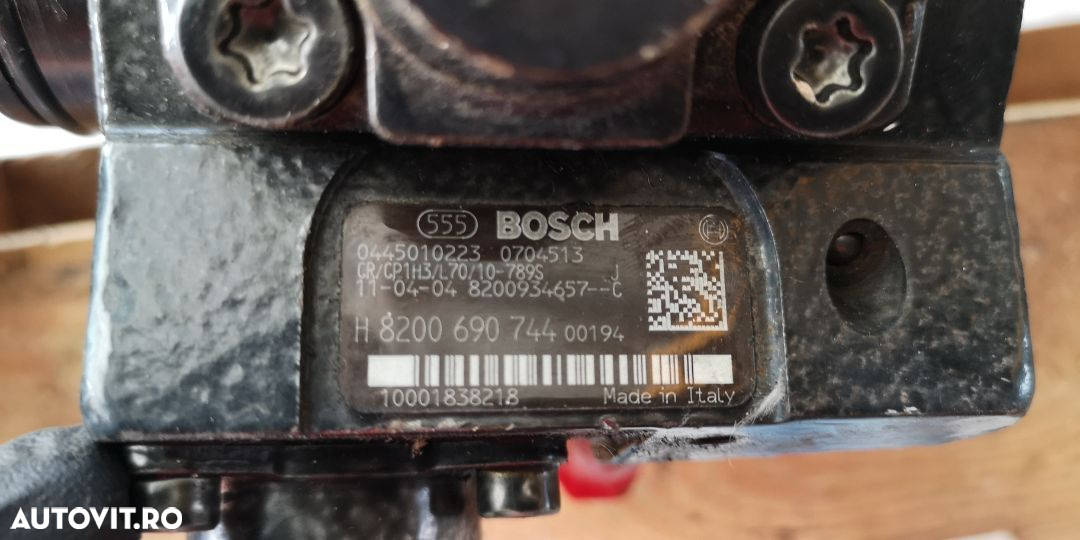 555 BOSCH
0445010223 0704513
CR/CP1H3/L70/10-789S J
11-04-04 8200934657--C
H 8200 690 744 00194
10001838218 Made in Italy
AUTOVIT.RO